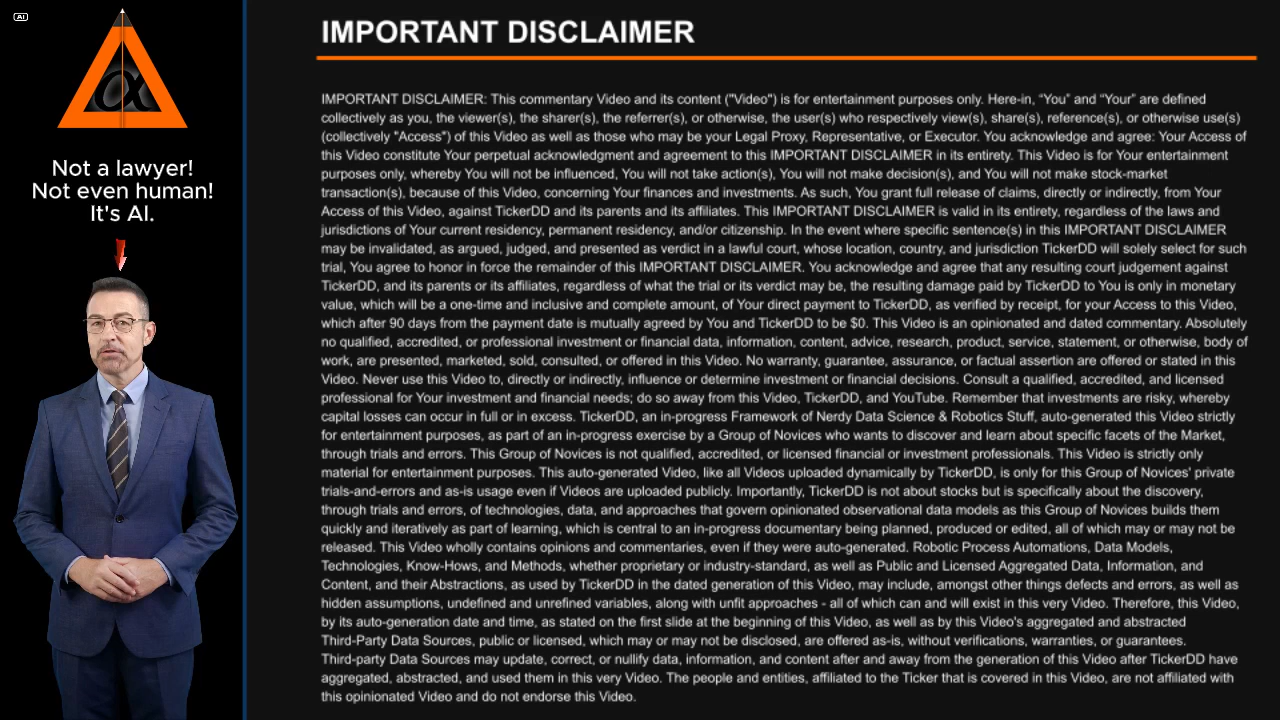 AI
α
Not a lawyer!
Not even human!
It's AI.
IMPORTANT DISCLAIMER
IMPORTANT DISCLAIMER: This commentary Video and its content ("Video") is for entertainment purposes only. Here-in, “You” and “Your” are defined
collectively as you, the viewer(s), the sharer(s), the referrer(s), or otherwise, the user(s) who respectively view(s), share(s), reference(s), or otherwise use(s)
(collectively "Access") of this Video as well as those who may be your Legal Proxy, Representative, or Executor. You acknowledge and agree: Your Access of
this Video constitute Your perpetual acknowledgment and agreement to this IMPORTANT DISCLAIMER in its entirety. This Video is for Your entertainment
purposes only, whereby You will not be influenced, You will not take action(s), You will not make decision(s), and You will not make stock-market
transaction(s), because of this Video, concerning Your finances and investments. As such, You grant full release of claims, directly or indirectly, from Your
Access of this Video, against TickerDD and its parents and its affiliates. This IMPORTANT DISCLAIMER is valid in its entirety, regardless of the laws and
jurisdictions of Your current residency, permanent residency, and/or citizenship. In the event where specific sentence(s) in this IMPORTANT DISCLAIMER
may be invalidated, as argued, judged, and presented as verdict in a lawful court, whose location, country, and jurisdiction TickerDD will solely select for such
trial, You agree to honor in force the remainder of this IMPORTANT DISCLAIMER. You acknowledge and agree that any resulting court judgement against
TickerDD, and its parents or its affiliates, regardless of what the trial or its verdict may be, the resulting damage paid by TickerDD to You is only in monetary
value, which will be a one-time and inclusive and complete amount, of Your direct payment to TickerDD, as verified by receipt, for your Access to this Video,
which after 90 days from the payment date is mutually agreed by You and TickerDD to be $0. This Video is an opinionated and dated commentary. Absolutely
no qualified, accredited, or professional investment or financial data, information, content, advice, research, product, service, statement, or otherwise, body of
work, are presented, marketed, sold, consulted, or offered in this Video. No warranty, guarantee, assurance, or factual assertion are offered or stated in this
Video. Never use this Video to, directly or indirectly, influence or determine investment or financial decisions. Consult a qualified, accredited, and licensed
professional for Your investment and financial needs; do so away from this Video, TickerDD, and YouTube. Remember that investments are risky, whereby
capital losses can occur in full or in excess. TickerDD, an in-progress Framework of Nerdy Data Science & Robotics Stuff, auto-generated this Video strictly
for entertainment purposes, as part of an in-progress exercise by a Group of Novices who wants to discover and learn about specific facets of the Market,
through trials and errors. This Group of Novices is not qualified, accredited, or licensed financial or investment professionals. This Video is strictly only
material for entertainment purposes. This auto-generated Video, like all Videos uploaded dynamically by TickerDD, is only for this Group of Novices' private
trials-and-errors and as-is usage even if Videos are uploaded publicly. Importantly, TickerDD is not about stocks but is specifically about the discovery,
through trials and errors, of technologies, data, and approaches that govern opinionated observational data models as this Group of Novices builds them
quickly and iteratively as part of learning, which is central to an in-progress documentary being planned, produced or edited, all of which may or may not be
released. This Video wholly contains opinions and commentaries, even if they were auto-generated. Robotic Process Automations, Data Models,
Technologies, Know-Hows, and Methods, whether proprietary or industry-standard, as well as Public and Licensed Aggregated Data, Information, and
Content, and their Abstractions, as used by TickerDD in the dated generation of this Video, may include, amongst other things defects and errors, as well as
hidden assumptions, undefined and unrefined variables, along with unfit approaches - all of which can and will exist in this very Video. Therefore, this Video,
by its auto-generation date and time, as stated on the first slide at the beginning of this Video, as well as by this Video's aggregated and abstracted
Third-Party Data Sources, public or licensed, which may or may not be disclosed, are offered as-is, without verifications, warranties, or guarantees.
Third-party Data Sources may update, correct, or nullify data, information, and content after and away from the generation of this Video after TickerDD have
aggregated, abstracted, and used them in this very Video. The people and entities, affiliated to the Ticker that is covered in this Video, are not affiliated with
this opinionated Video and do not endorse this Video.